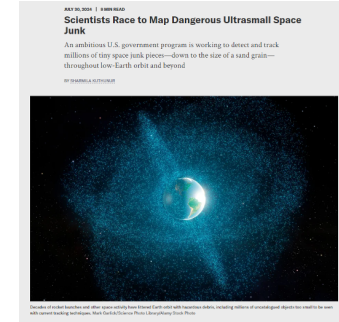 JULY 30, 2024 | 6 MIN READ
Scientists Race to Map Dangerous Ultrasmall Space
Junk
An ambitious U.S. government program is working to detect and track
millions of tiny space junk pieces—down to the size of a sand grain—
throughout low-Earth orbit and beyond
BY SHARMILA KUTHUNUR
Decades of rocket launches and other space activity have littered Earth orbit with hazardous debris, including millions of uncatalogued objects too small to be seen
with current tracking techniques. Mark Garlick/Science Photo Library/Alamy Stock Photo